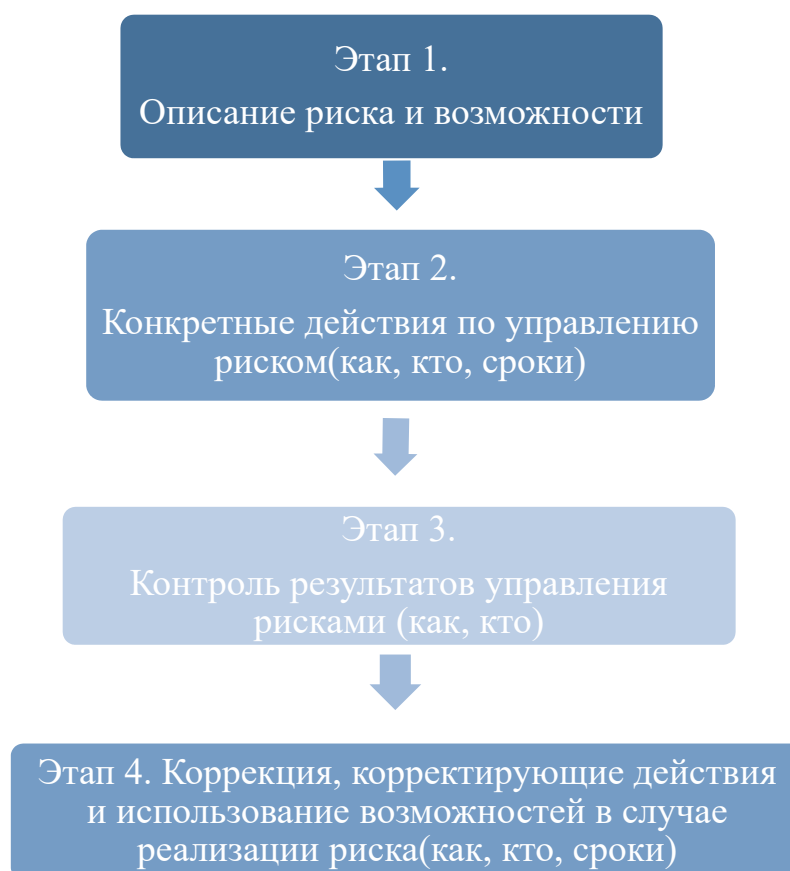 Этап 1.
Описание риска и возможности
Этап 2.
Конкретные действия по управлению
риском(как, кто, сроки)
Этап 3.
Контроль результатов управления
рисками (как, кто)
Этап 4. Коррекция, корректирующие действия
и использование возможностей в случае
реализации риска(как, кто, сроки)